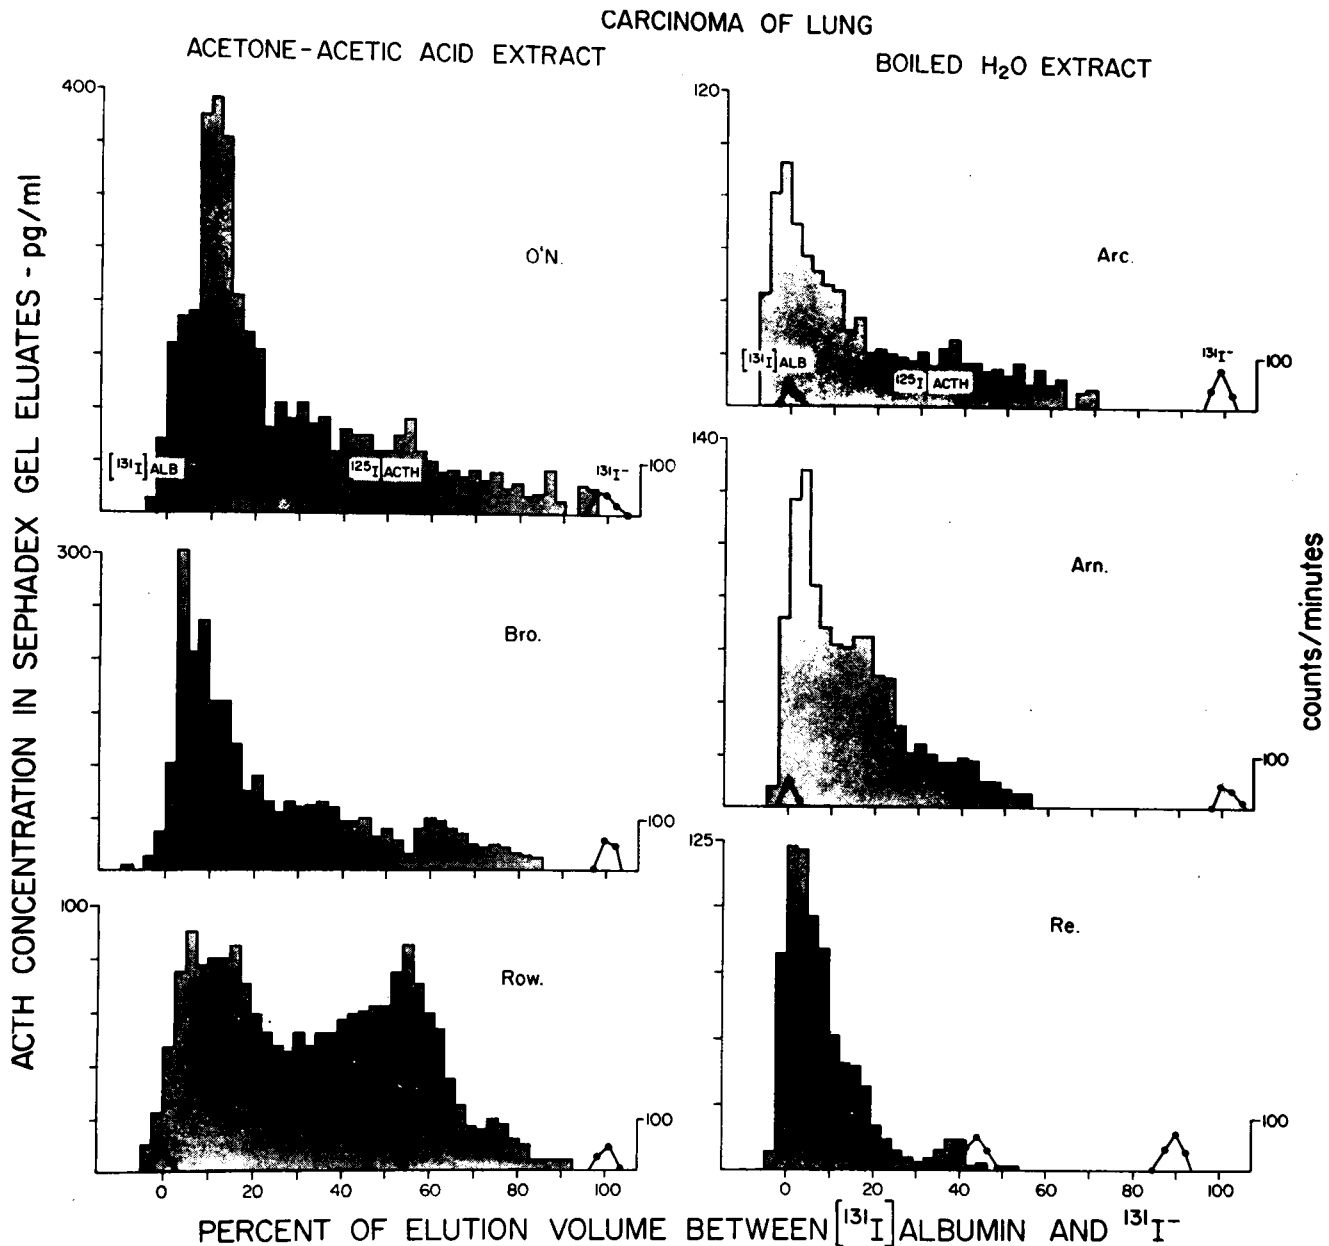 CARCINOMA OF LUNG
ACETONE-ACETIC ACID EXTRACT
BOILED H₂O EXTRACT
ACTH CONCENTRATION IN SEPHADEX GEL ELUATES - pg/ml
400
O'N.
[¹³¹I]ALB
¹²⁵I ACTH
¹³¹I⁻
100
300
Bro.
100
100
Row.
100
0 20 40 60 80 100
120
Arc.
[¹³¹I]ALB
¹²⁵I ACTH
¹³¹I⁻
100
140
Arn.
100
125
Re.
100
0 20 40 60 80 100
counts/minutes
PERCENT OF ELUTION VOLUME BETWEEN [¹³¹I]ALBUMIN AND ¹³¹I⁻